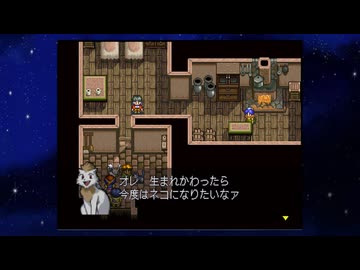 オレ　生まれかわったら
今度はネコになりたいなァ